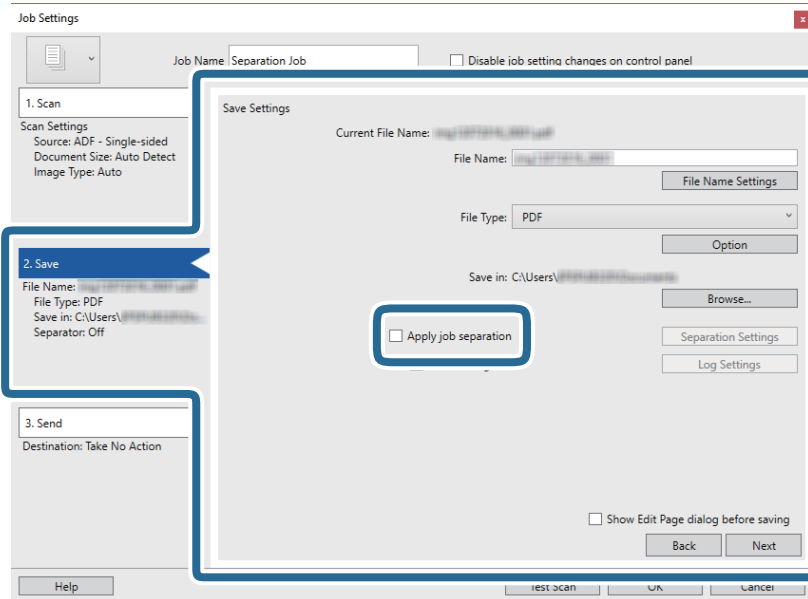 Job Settings
Job Name Separation Job
Disable job setting changes on control panel
1. Scan
Scan Settings
Source: ADF - Single-sided
Document Size: Auto Detect
Image Type: Auto
2. Save
File Name:
File Type: PDF
Save in: C:\Users\
Separator: Off
3. Send
Destination: Take No Action
Save Settings
Current File Name:
File Name:
File Name Settings
File Type: PDF
Option
Save in: C:\Users\
Browse...
Apply job separation
Separation Settings
Log Settings
Show Edit Page dialog before saving
Back
Next
Help
Test Scan
OK
Cancel